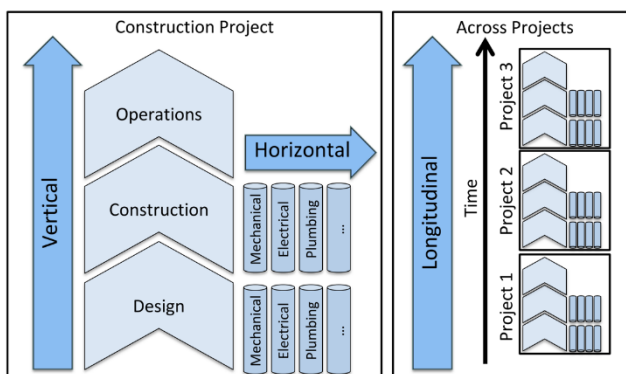 Construction Project
Vertical
Operations
Horizontal
Construction
Mechanical
Electrical
Plumbing
...
Design
Mechanical
Electrical
Plumbing
...
Across Projects
Longitudinal
Time
Project 3
Project 2
Project 1